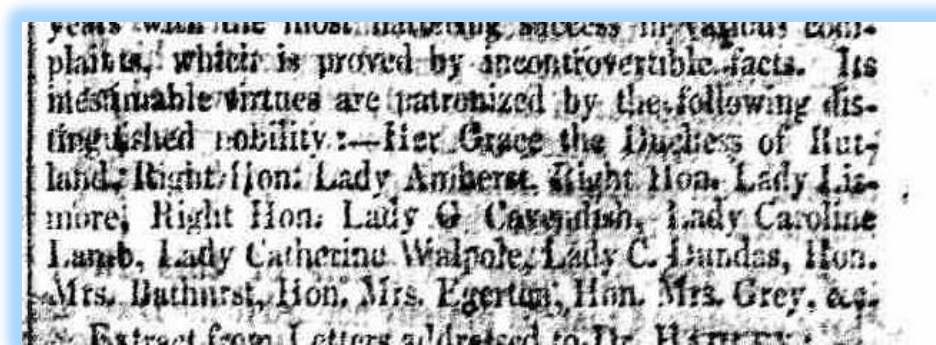 years with the most flattering success in various com-
plaints, which is proved by incontrovertible facts. Its
inestimable virtues are patronized by the following dis-
tinguished nobility:—Her Grace the Duchess of Rut-
land, Right Hon. Lady Amherst, Right Hon. Lady Lis-
more, Right Hon. Lady G Cavendish, Lady Caroline
Lamb, Lady Catherine Walpole, Lady C. Dundas, Hon.
Mrs. Bathurst, Hon. Mrs. Egerton, Hon. Mrs. Grey, &c.
Extract from Letters addressed to Dr.